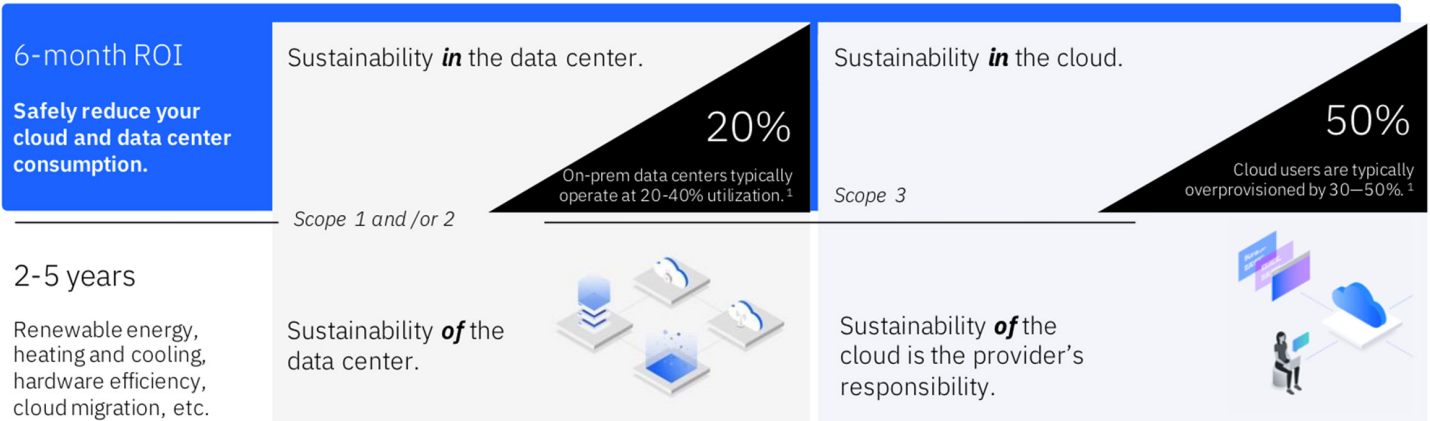 6-month ROI
Safely reduce your
cloud and data center
consumption.
Sustainability in the data center.
20%
On-prem data centers typically
operate at 20-40% utilization.1
Scope 1 and /or 2
Sustainability in the cloud.
50%
Cloud users are typically
overprovisioned by 30—50%. 1
Scope 3
2-5 years
Renewable energy,
heating and cooling,
hardware efficiency,
cloud migration, etc.
Sustainability of the
data center.
Sustainability of the
cloud is the provider’s
responsibility.